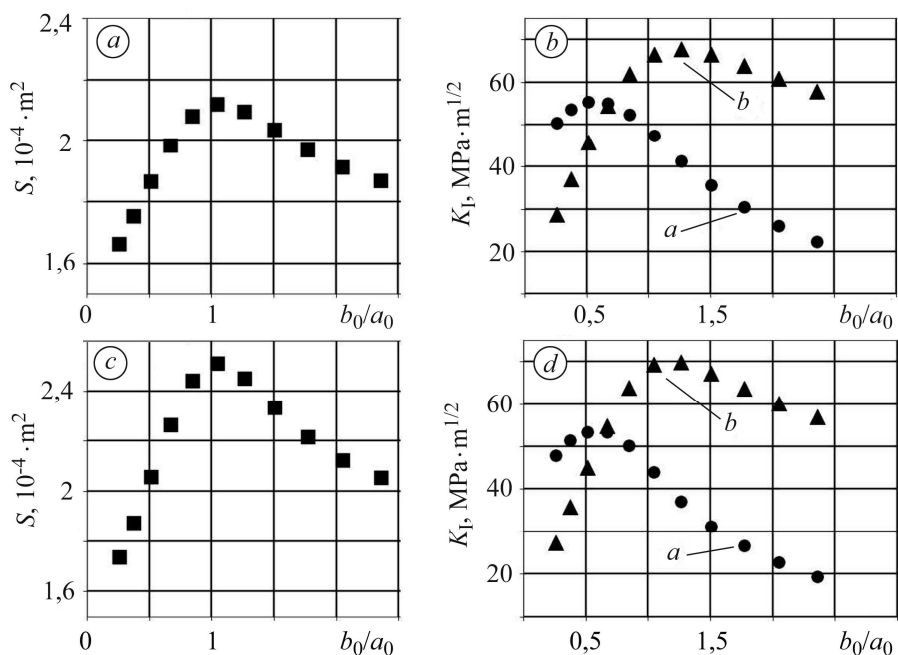 2,4
a
S, 10⁻⁴·m²
2
1,6
0
1
b₀/a₀
b
K_I, MPa·m^1/2
60
40
20
b
a
0,5
1,5
b₀/a₀
c
S, 10⁻⁴·m²
2,4
2
1,6
0
1
b₀/a₀
d
K_I, MPa·m^1/2
60
40
20
b
a
0,5
1,5
b₀/a₀